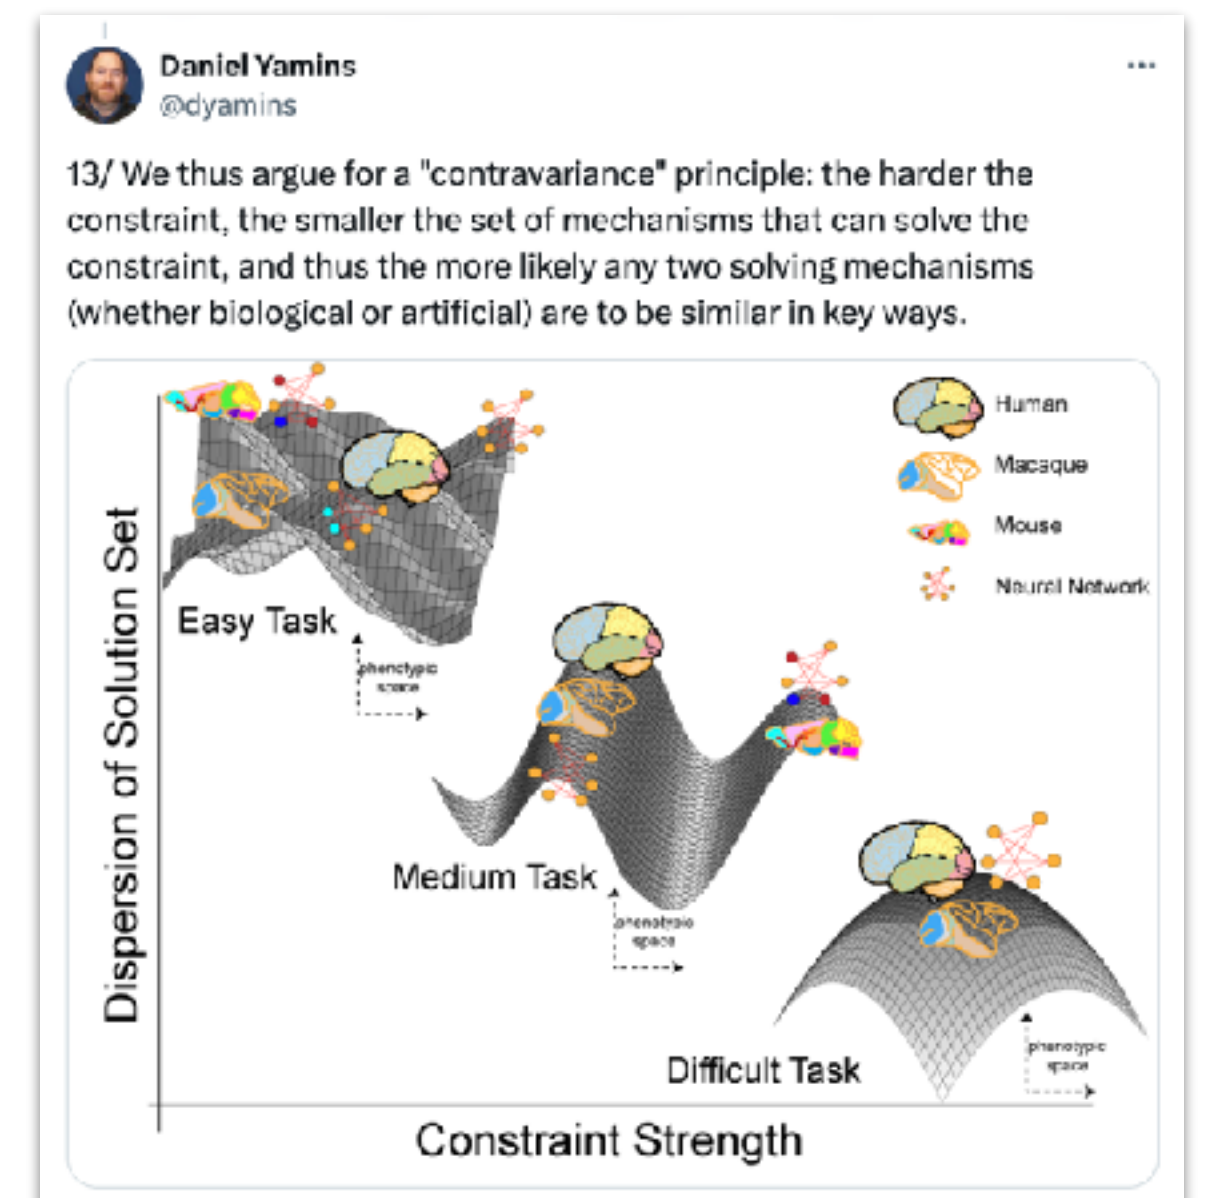 Daniel Yamins
@dyamins
13/ We thus argue for a "contravariance" principle: the harder the
constraint, the smaller the set of mechanisms that can solve the
constraint, and thus the more likely any two solving mechanisms
(whether biological or artificial) are to be similar in key ways.
Human
Macaque
Mouse
Neural Network
Dispersion of Solution Set
Easy Task
phenotypic
space
Medium Task
phenotypic
space
Difficult Task
phenotypic
space
Constraint Strength